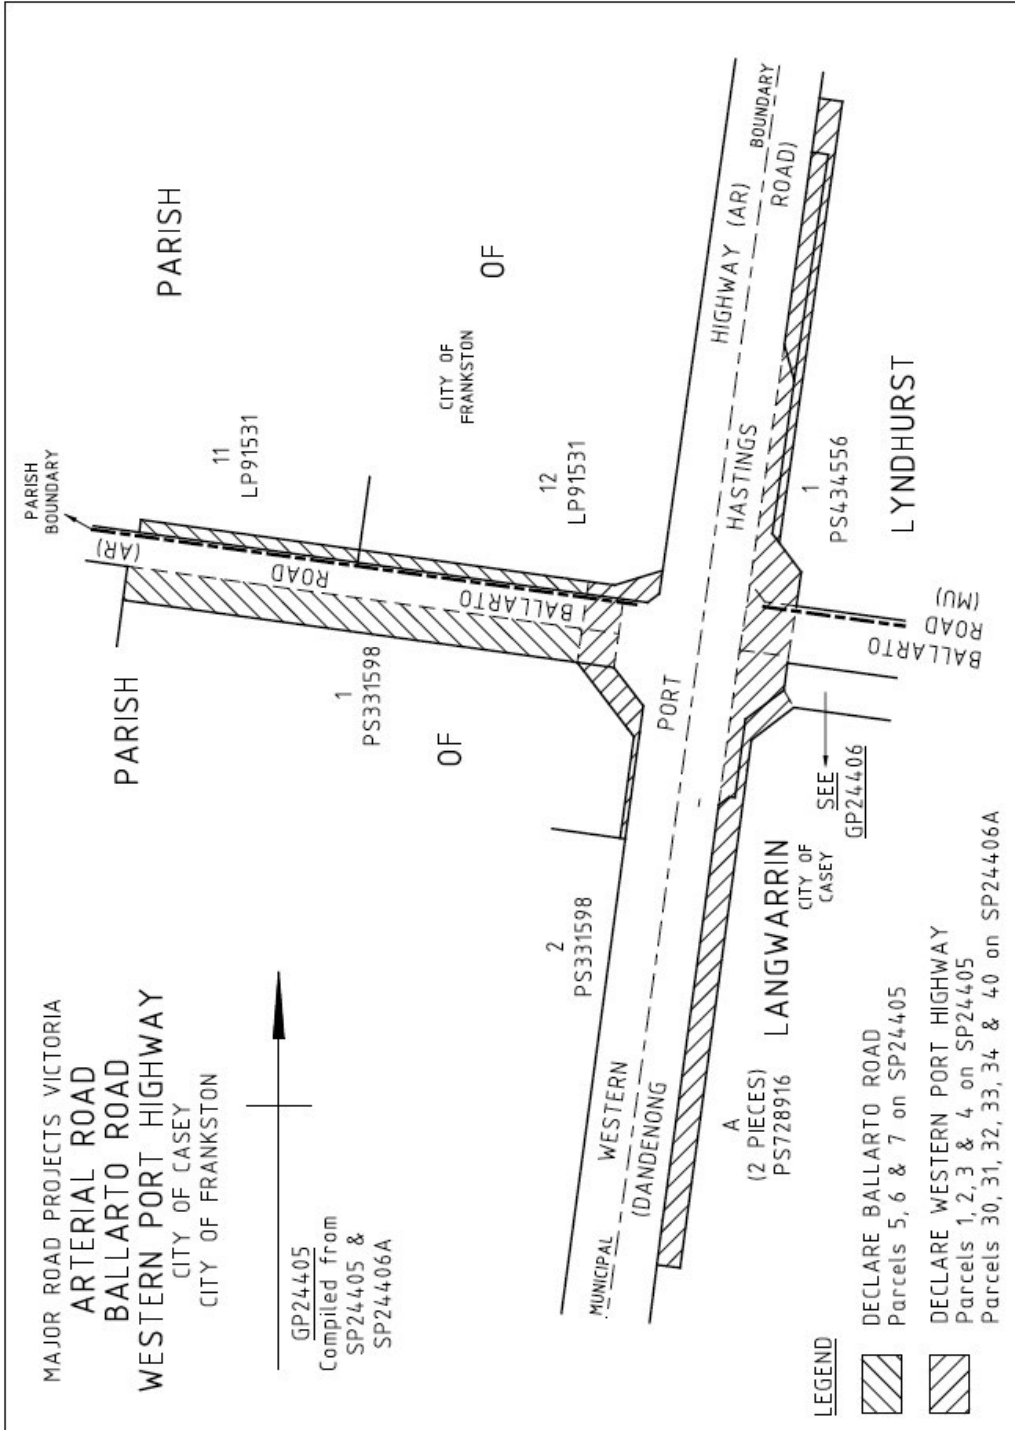 MAJOR ROAD PROJECTS VICTORIA
ARTERIAL ROAD
BALLARTO ROAD
WESTERN PORT HIGHWAY
CITY OF CASEY
CITY OF FRANKSTON
GP24405
Compiled from
SP24405 &
SP24406A
PARISH
OF
LANGWARRIN
CITY OF
CASEY
PARISH
OF
LYNDHURST
CITY OF
FRANKSTON
PARISH
BOUNDARY
11
LP91531
12
LP91531
1
PS331598
2
PS331598
BALLARTO ROAD (AR)
WESTERN PORT HIGHWAY (AR)
(DANDENONG HASTINGS ROAD)
MUNICIPAL BOUNDARY
A
(2 PIECES)
PS728916
1
PS434556
BALLARTO
ROAD
(MU)
SEE
GP24406
LEGEND
DECLARE BALLARTO ROAD
Parcels 5, 6 & 7 on SP24405
DECLARE WESTERN PORT HIGHWAY
Parcels 1, 2, 3 & 4 on SP24405
Parcels 30, 31, 32, 33, 34 & 40 on SP24406A